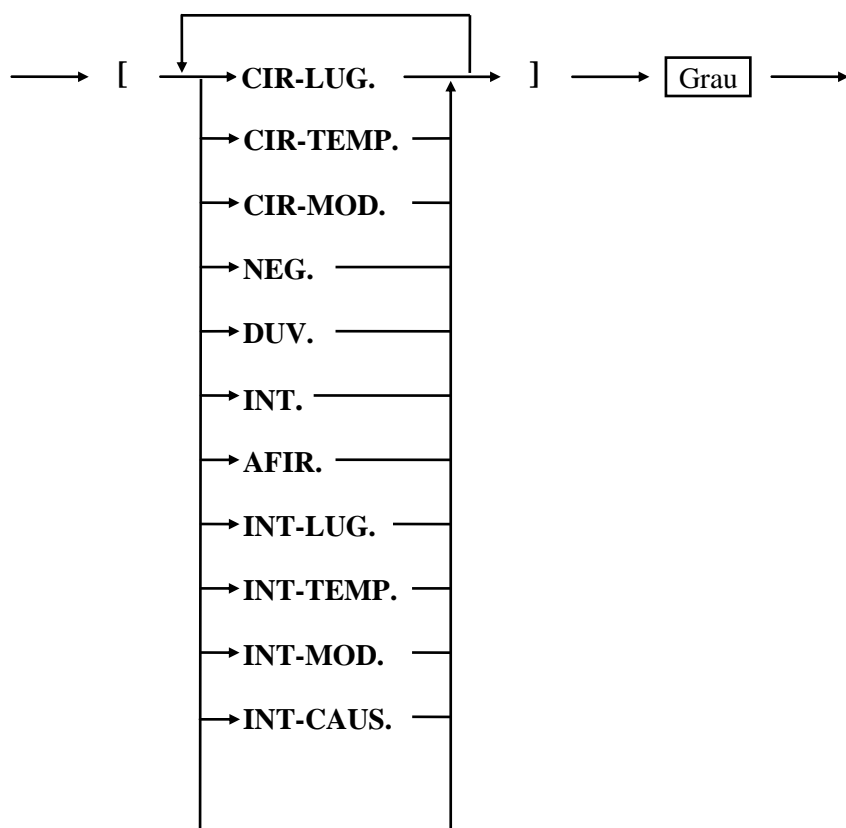 [ CIR-LUG. ] Grau
CIR-TEMP.
CIR-MOD.
NEG.
DUV.
INT.
AFIR.
INT-LUG.
INT-TEMP.
INT-MOD.
INT-CAUS.